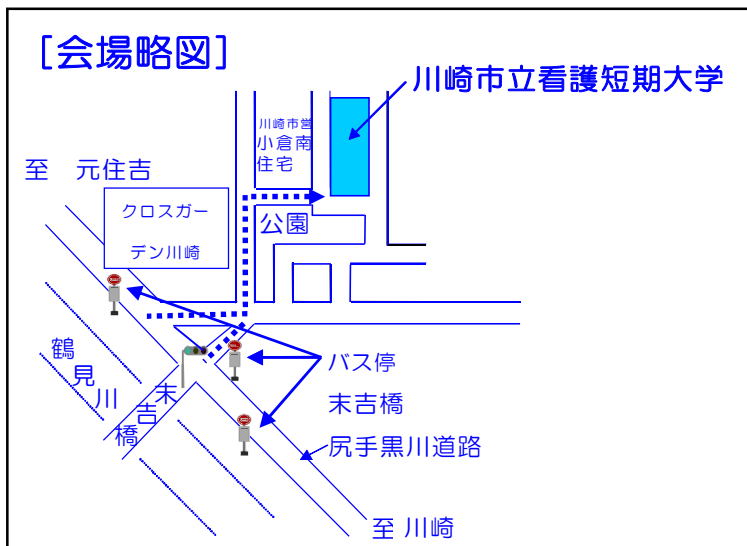 [会場略図]
川崎市立看護短期大学
川崎市営
小倉南
住宅
至 元住吉
クロスガー
デン川崎
公園
鶴見川
末吉橋
バス停
末吉橋
尻手黒川道路
至 川崎